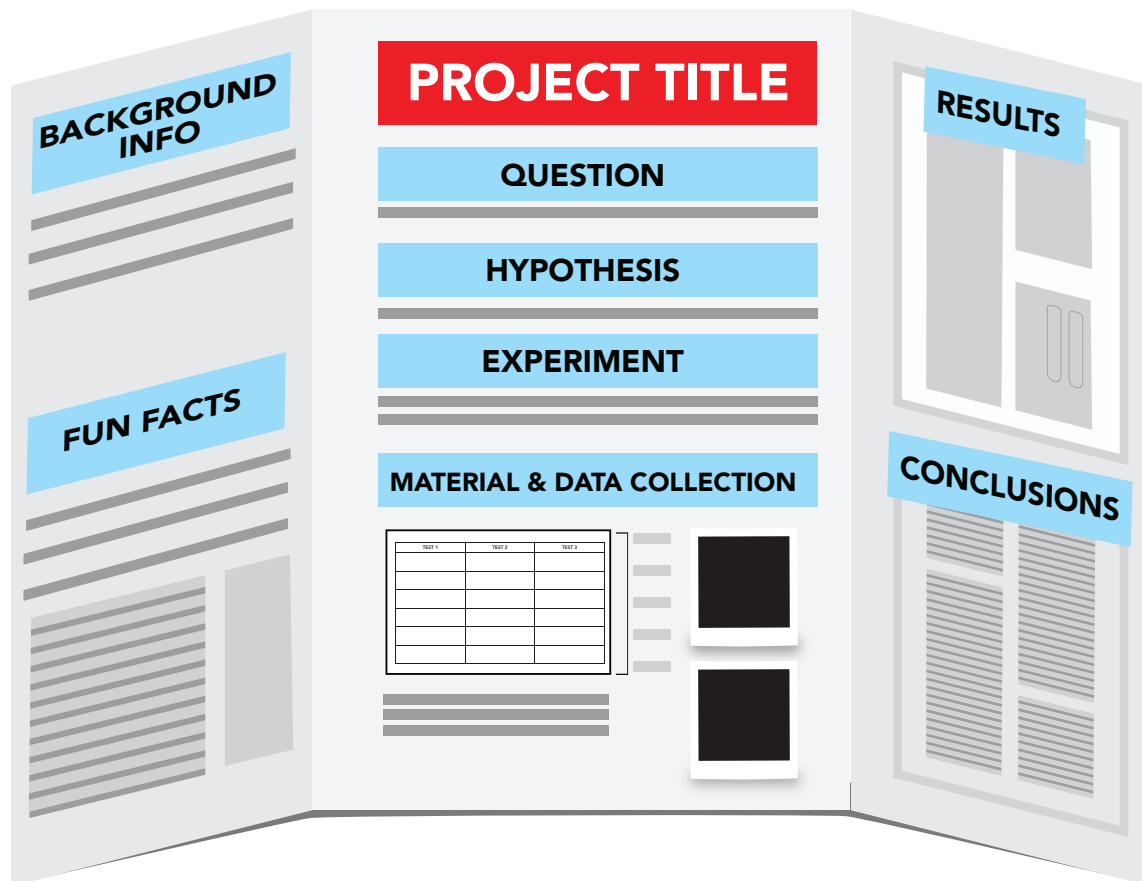 BACKGROUND
INFO
FUN FACTS
PROJECT TITLE
QUESTION
HYPOTHESIS
EXPERIMENT
MATERIAL & DATA COLLECTION
TEST 1 TEST 2 TEST 3
RESULTS
CONCLUSIONS